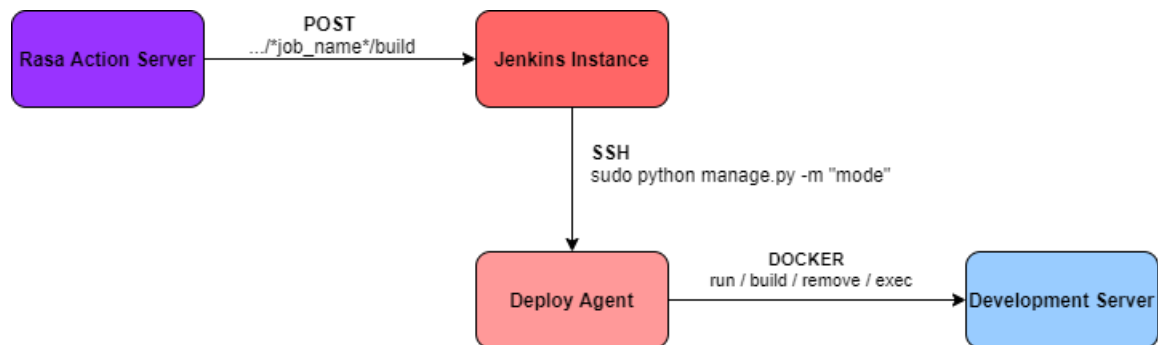 POST
.../*job_name*/build
Rasa Action Server
Jenkins Instance
SSH
sudo python manage.py -m "mode"
DOCKER
run / build / remove / exec
Deploy Agent
Development Server